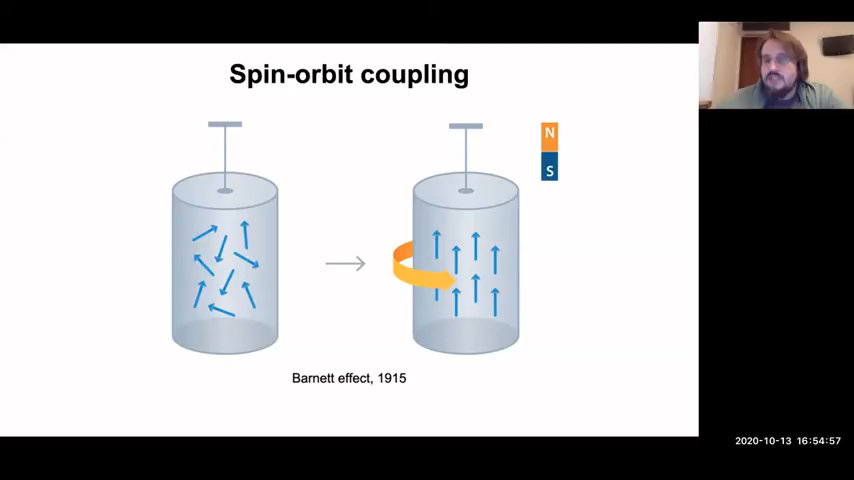 Spin-orbit coupling
N
S
Barnett effect, 1915
2020-10-13 16:54:57